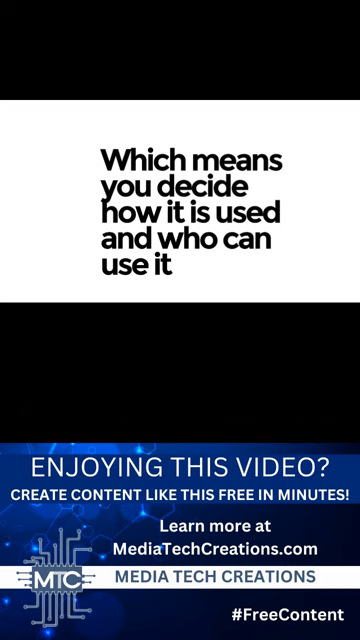 Which means
you decide
how it is used
and who can
use it
ENJOYING THIS VIDEO?
CREATE CONTENT LIKE THIS FREE IN MINUTES!
Learn more at
MediaTechCreations.com
MTC
MEDIA TECH CREATIONS
#FreeContent